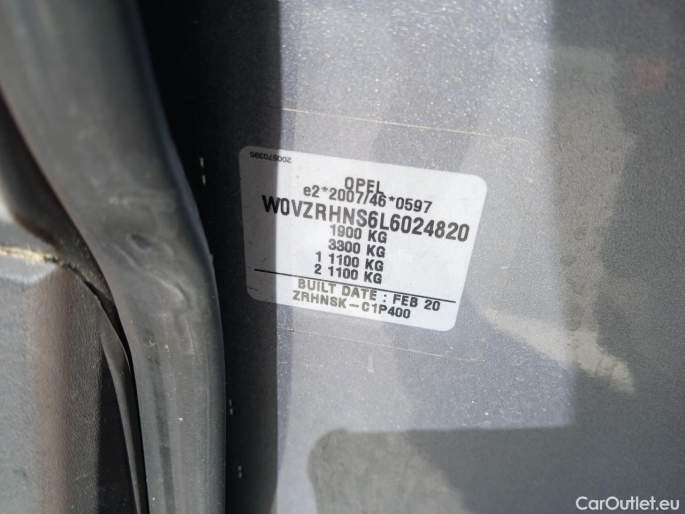 200670395
OPEL
e2*2007/46*0597
W0VZRHNS6L6024820
1900 KG
3300 KG
1 1100 KG
2 1100 KG
BUILT DATE : FEB 20
ZRHNSK-C1P400
CarOutlet.eu